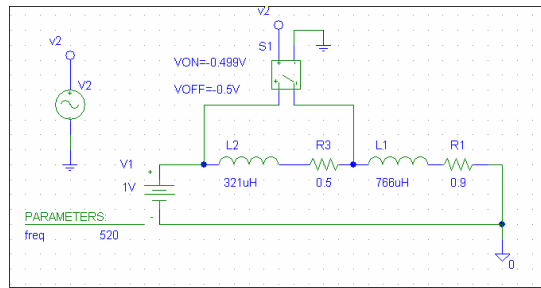 v2
S1
v2
V2
VON=-0.499V
VOFF=-0.5V
+
-
V1
+
1V
-
L2
321uH
R3
0.5
L1
766uH
R1
0.9
PARAMETERS:
freq 520
0